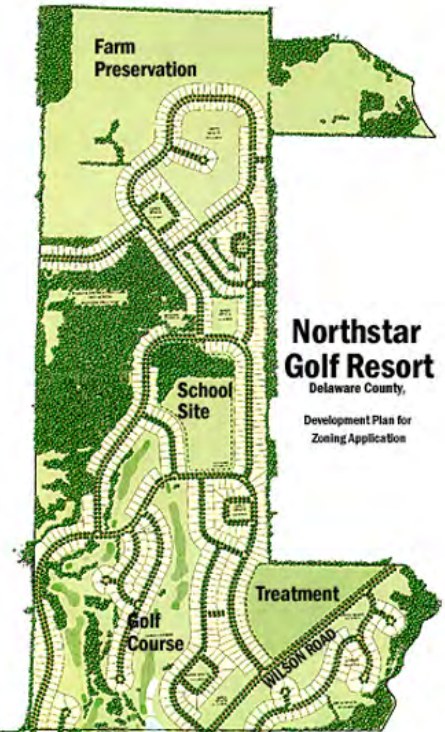 Farm
Preservation
Northstar
Golf Resort
Delaware County,
Development Plan for
Zoning Application
School
Site
Treatment
Golf
Course
WILSON ROAD